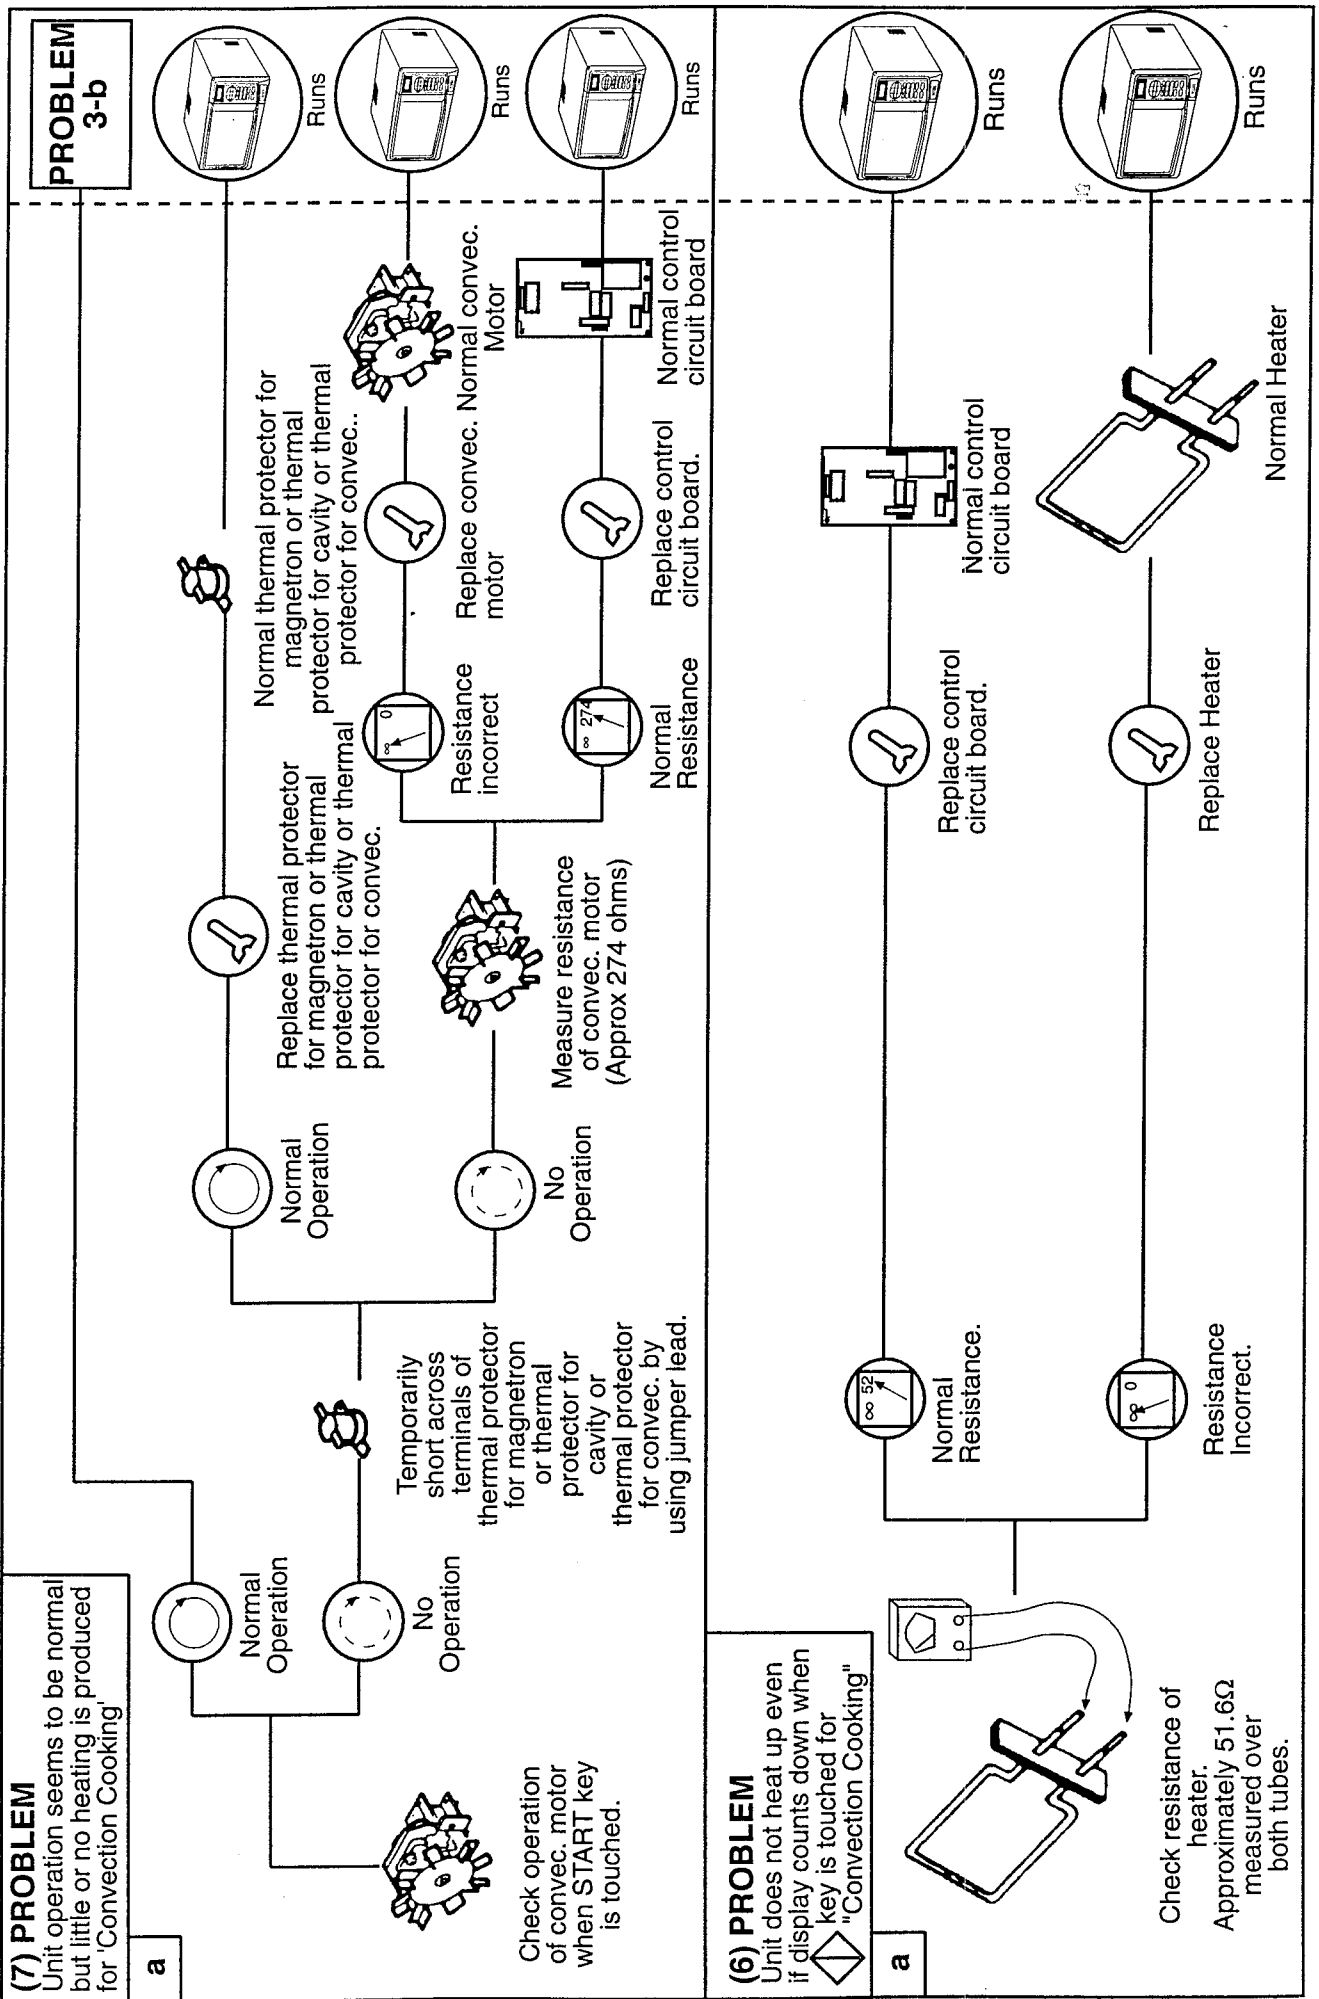 (7) PROBLEM
Unit operation seems to be normal
but little or no heating is produced
for 'Convection Cooking'
a
Check operation
of convec. motor
when START key
is touched.
Normal
Operation
No
Operation
PROBLEM
3-b
Temporarily
short across
terminals of
thermal protector
for magnetron
or thermal
protector for
cavity or
thermal protector
for convec. by
using jumper lead.
Normal
Operation
No
Operation
Replace thermal protector
for magnetron or thermal
protector for cavity or thermal
protector for convec.
Normal thermal protector for
magnetron or thermal
protector for cavity or thermal
protector for convec..
Runs
Measure resistance
of convec. motor
(Approx 274 ohms)
∞ 0
Resistance
incorrect
Replace convec.
motor
Normal convec.
Motor
Runs
∞ 274
Normal
Resistance
Replace control
circuit board.
Normal control
circuit board
Runs
(6) PROBLEM
Unit does not heat up even
if display counts down when
key is touched for
"Convection Cooking"
a
Check resistance of
heater.
Approximately 51.6Ω
measured over
both tubes.
∞ 52
Normal
Resistance.
Replace control
circuit board.
Normal control
circuit board
Runs
∞ 0
Resistance
Incorrect.
Replace Heater
Normal Heater
Runs